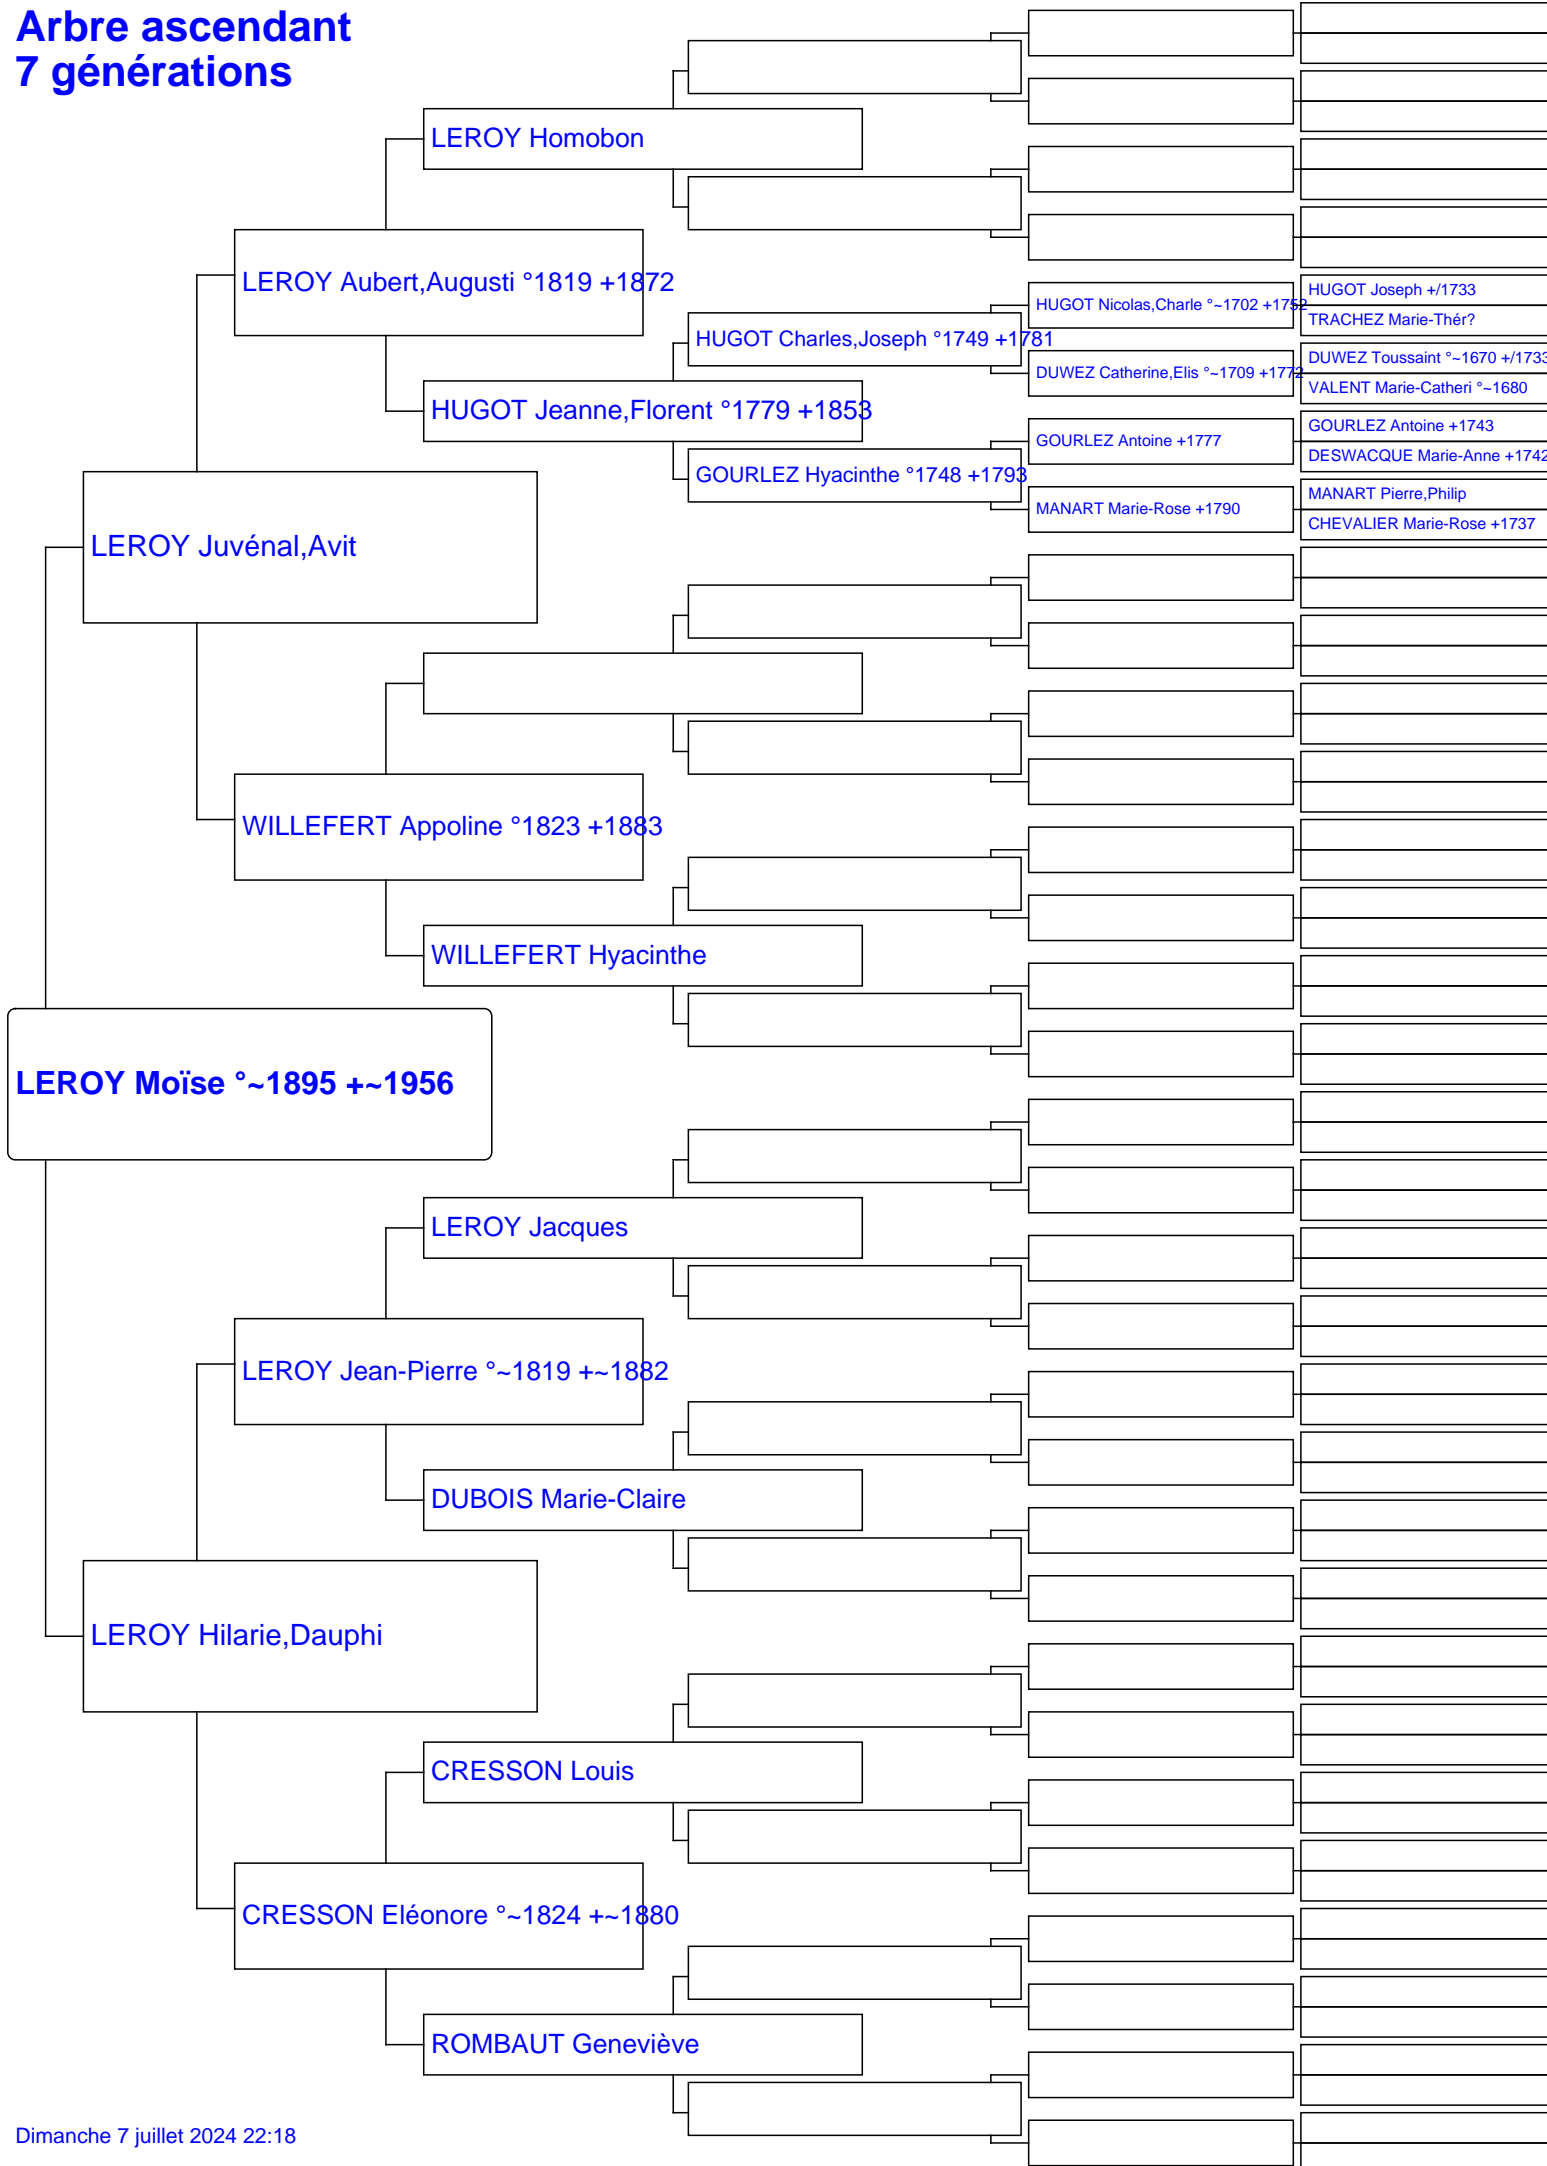 Arbre ascendant
7 générations
LEROY Homobon
LEROY Aubert,Augusti °1819 +1872
HUGOT Joseph +/1733
HUGOT Nicolas,Charle °~1702 +1752
TRACHEZ Marie-Thér?
HUGOT Charles,Joseph °1749 +1781
DUWEZ Toussaint °~1670 +/1733
DUWEZ Catherine,Elis °~1709 +1772
VALENT Marie-Catheri °~1680
HUGOT Jeanne,Florent °1779 +1853
GOURLEZ Antoine +1743
GOURLEZ Antoine +1777
DESWACQUE Marie-Anne +1742
GOURLEZ Hyacinthe °1748 +1793
MANART Pierre,Philip
MANART Marie-Rose +1790
CHEVALIER Marie-Rose +1737
LEROY Juvénal,Avit
WILLEFERT Appoline °1823 +1883
WILLEFERT Hyacinthe
LEROY Moïse °~1895 +~1956
LEROY Jacques
LEROY Jean-Pierre °~1819 +~1882
DUBOIS Marie-Claire
LEROY Hilarie,Dauphi
CRESSON Louis
CRESSON Eléonore °~1824 +~1880
ROMBAUT Geneviève
Dimanche 7 juillet 2024 22:18